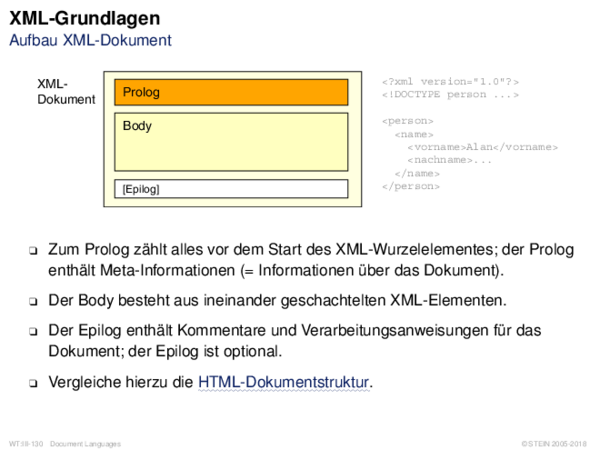 XML-Grundlagen
Aufbau XML-Dokument
XML-
Dokument
Prolog
Body
[Epilog]
<?xml version="1.0"?>
<!DOCTYPE person ...>
<person>
<name>
<vorname>Alan</vorname>
<nachname>...
</name>
</person>
❑ Zum Prolog zählt alles vor dem Start des XML-Wurzelelementes; der Prolog
enthält Meta-Informationen (= Informationen über das Dokument).
❑ Der Body besteht aus ineinander geschachtelten XML-Elementen.
❑ Der Epilog enthält Kommentare und Verarbeitungsanweisungen für das
Dokument; der Epilog ist optional.
❑ Vergleiche hierzu die HTML-Dokumentstruktur.
WT:III-130 Document Languages
© STEIN 2005-2018